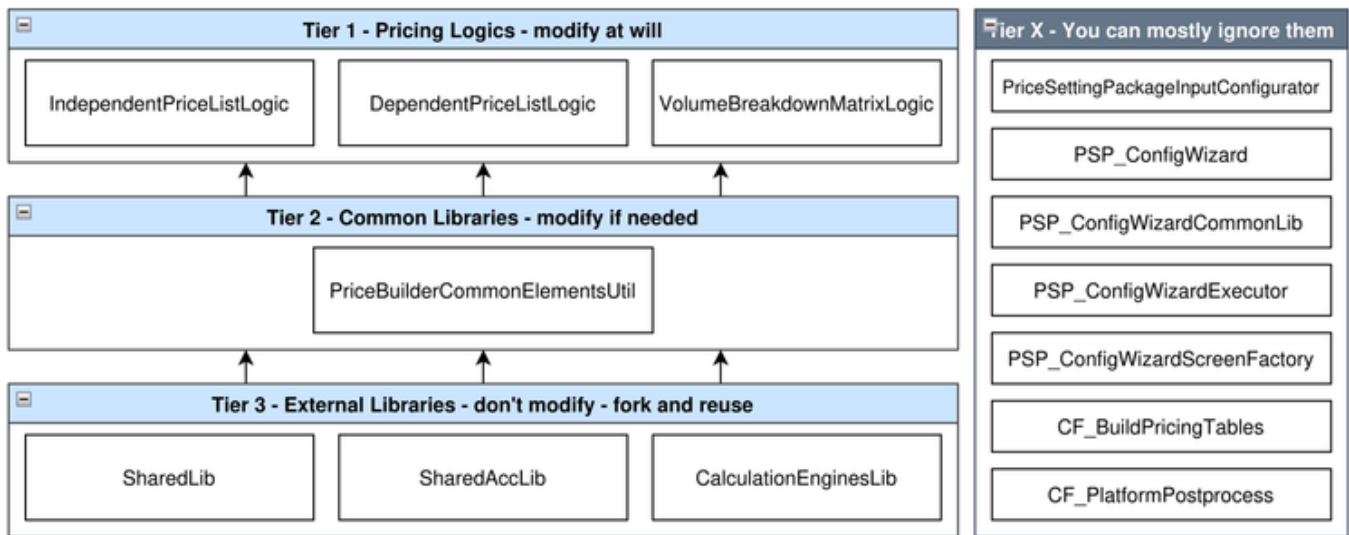 Tier 1 - Pricing Logics - modify at will
IndependentPriceListLogic
DependentPriceListLogic
VolumeBreakdownMatrixLogic
Tier 2 - Common Libraries - modify if needed
PriceBuilderCommonElementsUtil
Tier 3 - External Libraries - don't modify - fork and reuse
SharedLib
SharedAccLib
CalculationEnginesLib
Tier X - You can mostly ignore them
PriceSettingPackageInputConfigurator
PSP_ConfigWizard
PSP_ConfigWizardCommonLib
PSP_ConfigWizardExecutor
PSP_ConfigWizardScreenFactory
CF_BuildPricingTables
CF_PlatformPostprocess